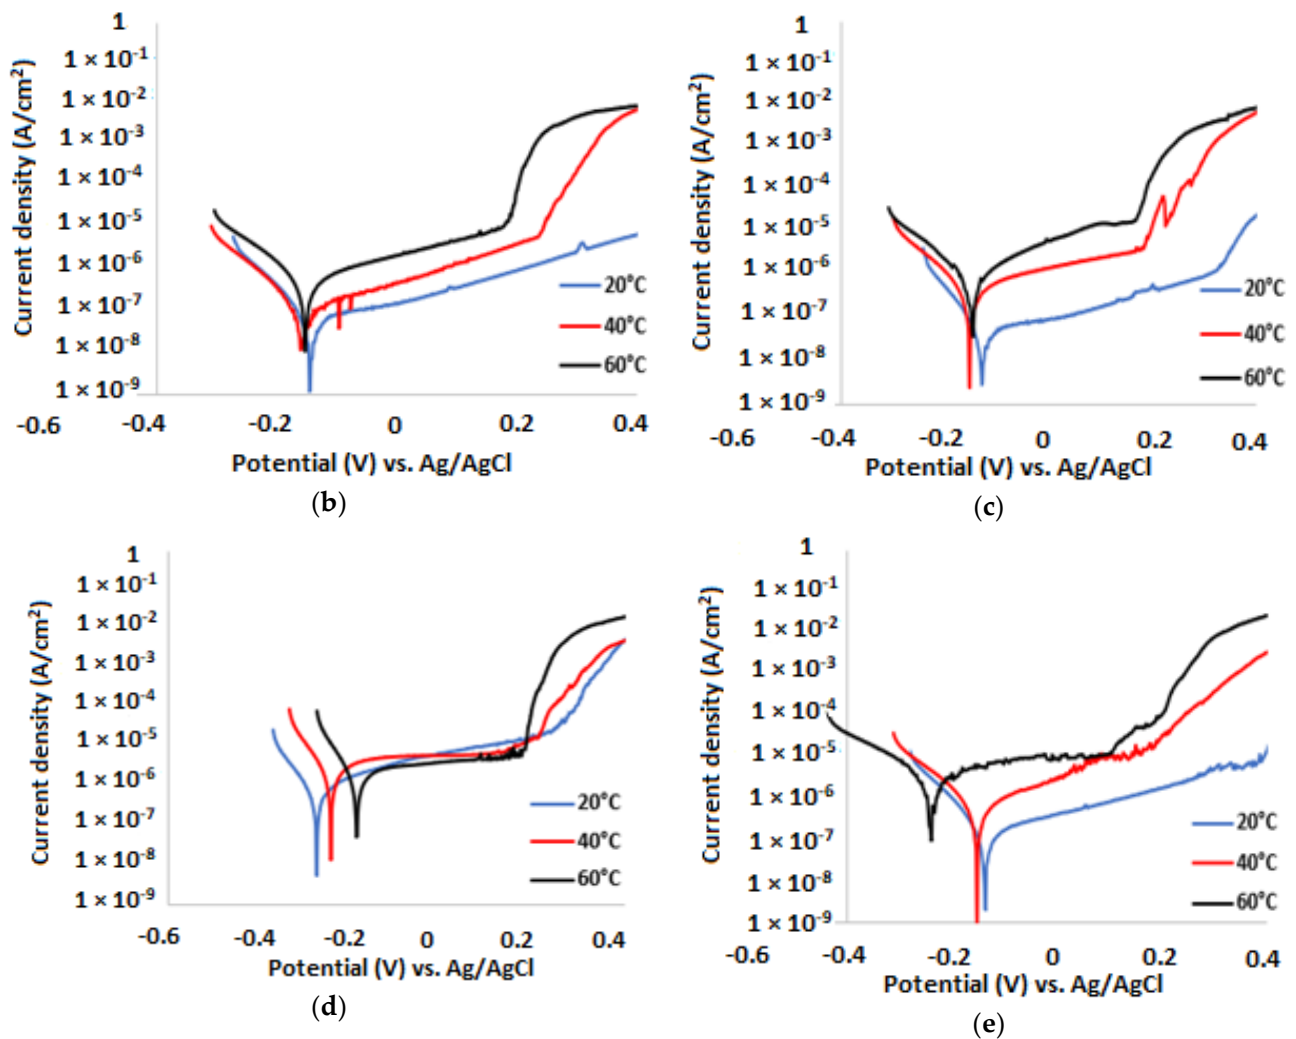 1
1 × 10⁻¹
1 × 10⁻²
1 × 10⁻³
1 × 10⁻⁴
1 × 10⁻⁵
1 × 10⁻⁶
1 × 10⁻⁷
1 × 10⁻⁸
1 × 10⁻⁹
Current density (A/cm²)
20°C
40°C
60°C
-0.6 -0.4 -0.2 0 0.2 0.4
Potential (V) vs. Ag/AgCl
(b)
1
1 × 10⁻¹
1 × 10⁻²
1 × 10⁻³
1 × 10⁻⁴
1 × 10⁻⁵
1 × 10⁻⁶
1 × 10⁻⁷
1 × 10⁻⁸
1 × 10⁻⁹
Current density (A/cm²)
20°C
40°C
60°C
-0.6 -0.4 -0.2 0 0.2 0.4
Potential (V) vs. Ag/AgCl
(c)
1
1 × 10⁻¹
1 × 10⁻²
1 × 10⁻³
1 × 10⁻⁴
1 × 10⁻⁵
1 × 10⁻⁶
1 × 10⁻⁷
1 × 10⁻⁸
1 × 10⁻⁹
Current density (A/cm²)
20°C
40°C
60°C
-0.6 -0.4 -0.2 0 0.2 0.4
Potential (V) vs. Ag/AgCl
(d)
1
1 × 10⁻¹
1 × 10⁻²
1 × 10⁻³
1 × 10⁻⁴
1 × 10⁻⁵
1 × 10⁻⁶
1 × 10⁻⁷
1 × 10⁻⁸
1 × 10⁻⁹
Current density (A/cm²)
20°C
40°C
60°C
-0.6 -0.4 -0.2 0 0.2 0.4
Potential (V) vs. Ag/AgCl
(e)